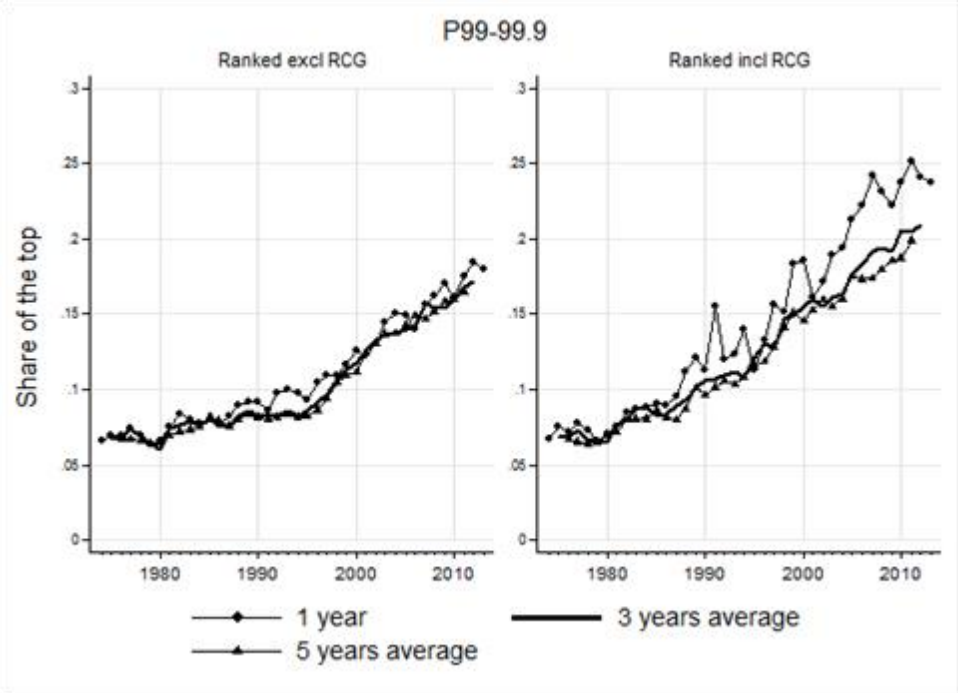 P99-99.9
Ranked excl RCG
Ranked incl RCG
Share of the top
.3
.25
.2
.15
.1
.05
0
1980 1990 2000 2010
.3
.25
.2
.15
.1
.05
0
1980 1990 2000 2010
1 year
3 years average
5 years average